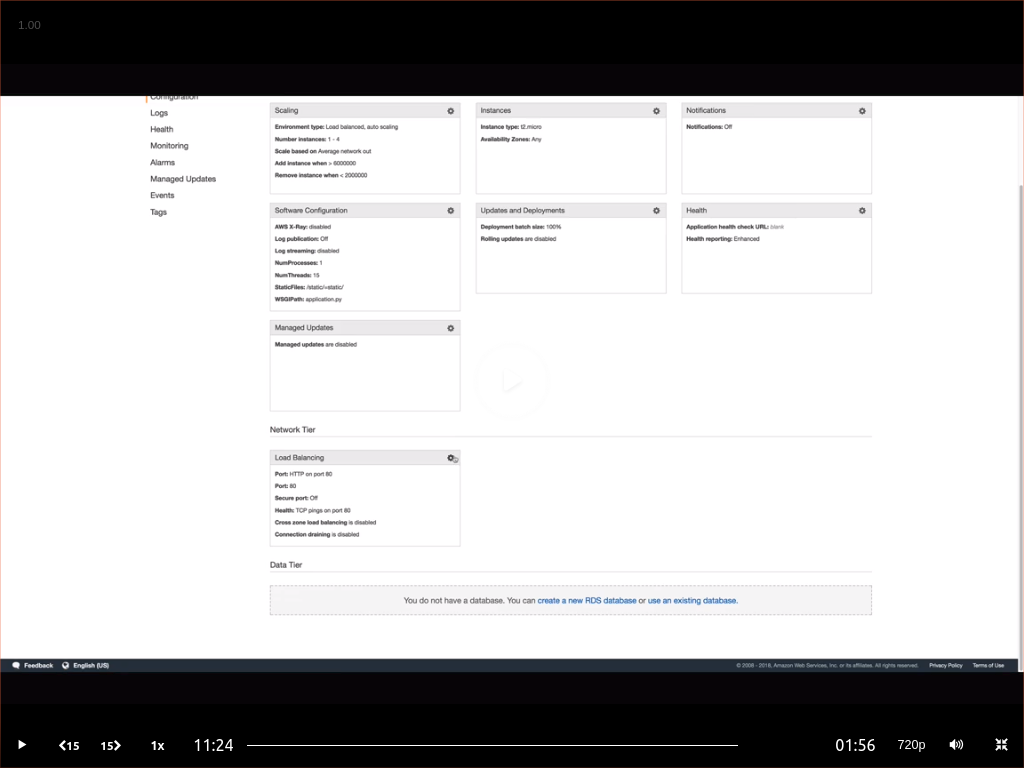 1.00
Configuration
Logs
Health
Monitoring
Alarms
Managed Updates
Events
Tags
Scaling
Environment type: Load balanced, auto scaling
Number instances: 1 - 4
Scale based on Average network out
Add instance when > 6000000
Remove instance when < 2000000
Instances
Instance type: t2.micro
Availability Zones: Any
Notifications
Notifications: Off
Software Configuration
AWS X-Ray: disabled
Log publication: Off
Log streaming: disabled
NumProcesses: 1
NumThreads: 15
StaticFiles: /static/=static/
WSGIPath: application.py
Updates and Deployments
Deployment batch size: 100%
Rolling updates are disabled
Health
Application health check URL: blank
Health reporting: Enhanced
Managed Updates
Managed updates are disabled
Network Tier
Load Balancing
Port: HTTP on port 80
Port: 80
Secure port: Off
Health: TCP pings on port 80
Cross zone load balancing is disabled
Connection draining is disabled
Data Tier
You do not have a database. You can create a new RDS database or use an existing database.
Feedback English (US) © 2008 - 2018, Amazon Web Services, Inc. or its affiliates. All rights reserved. Privacy Policy Terms of Use
15 15 1x 11:24 01:56 720p